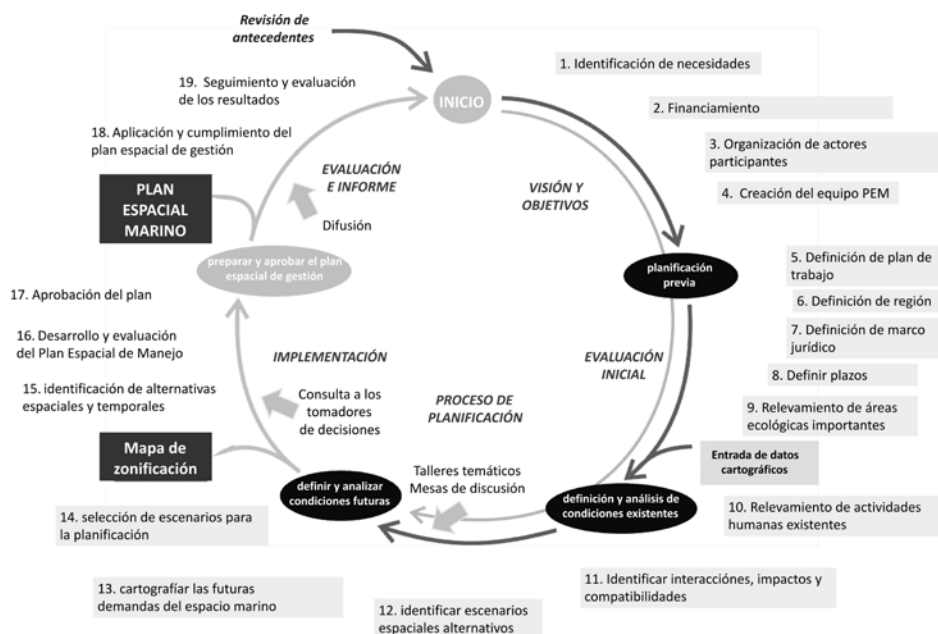 Revisión de
antecedentes
INICIO
1. Identificación de necesidades
2. Financiamiento
3. Organización de actores
participantes
4. Creación del equipo PEM
VISIÓN Y
OBJETIVOS
planificación
previa
5. Definición de plan de
trabajo
6. Definición de región
7. Definición de marco
jurídico
8. Definir plazos
9. Relevamiento de áreas
ecológicas importantes
EVALUACIÓN
INICIAL
Entrada de datos
cartográficos
definición y análisis de
condiciones existentes
10. Relevamiento de actividades
humanas existentes
11. Identificar interacciónes, impactos y
compatibilidades
PROCESO DE
PLANIFICACIÓN
Talleres temáticos
Mesas de discusión
12. identificar escenarios
espaciales alternativos
13. cartografíar las futuras
demandas del espacio marino
14. selección de escenarios para
la planificación
definir y analizar
condiciones futuras
Mapa de
zonificación
IMPLEMENTACIÓN
Consulta a los
tomadores
de decisiones
15. identificación de alternativas
espaciales y temporales
16. Desarrollo y evaluación
del Plan Espacial de Manejo
17. Aprobación del plan
preparar y aprobar el plan
espacial de gestión
PLAN
ESPACIAL
MARINO
EVALUACIÓN
E INFORME
Difusión
18. Aplicación y cumplimiento del
plan espacial de gestión
19. Seguimiento y evaluación
de los resultados